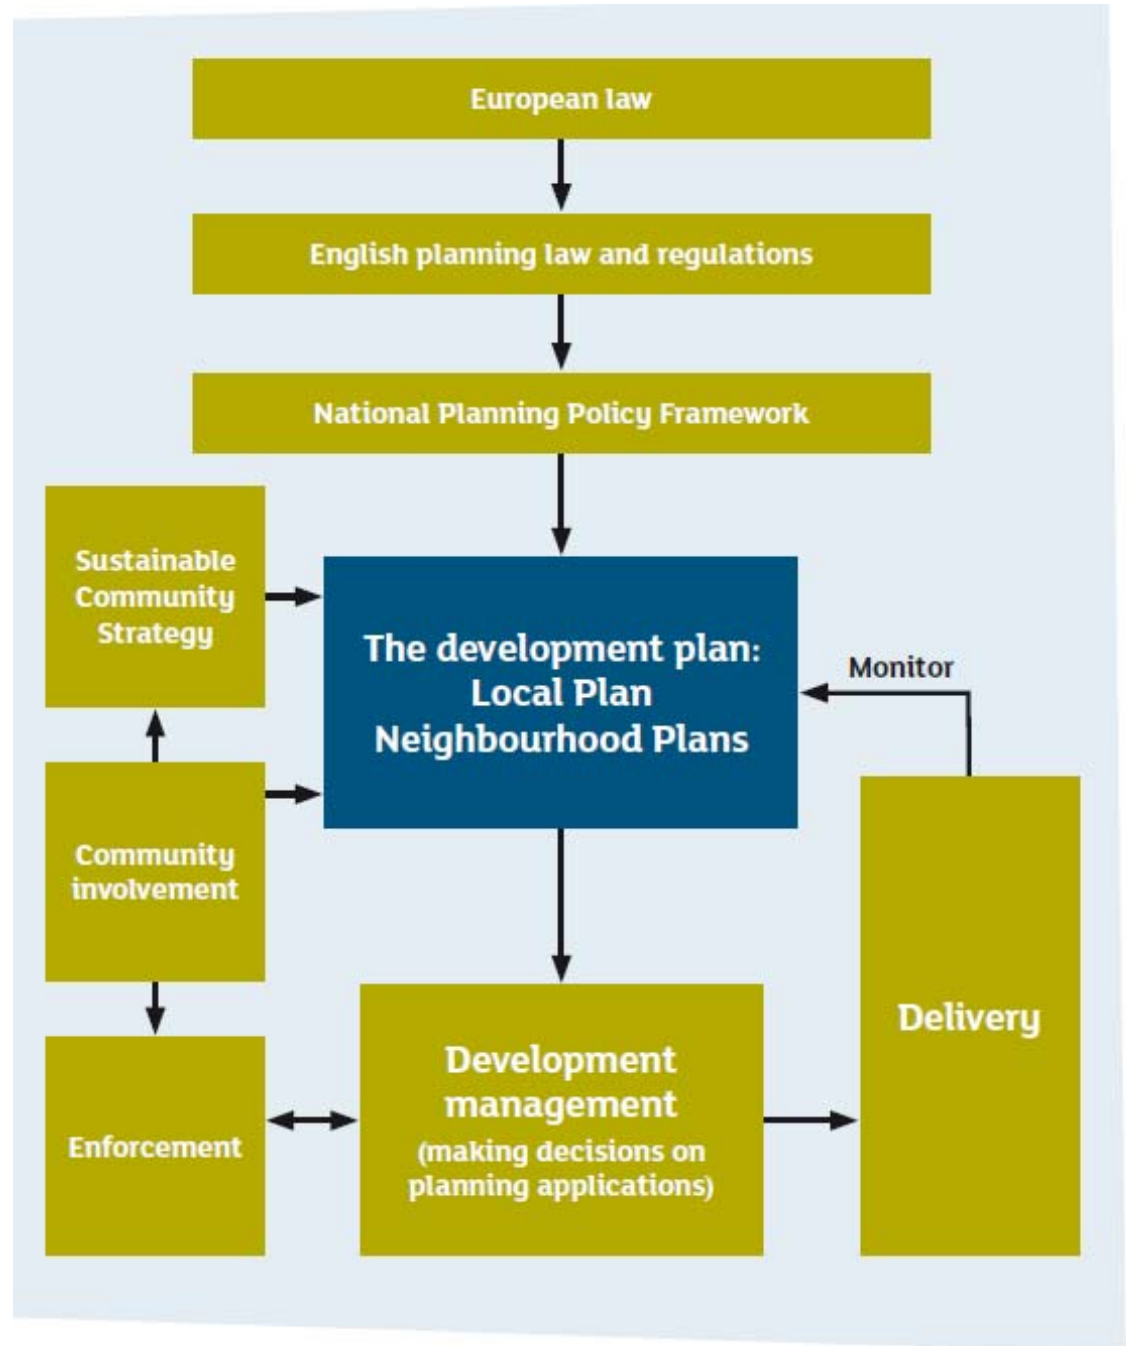 European law
English planning law and regulations
National Planning Policy Framework
Sustainable
Community
Strategy
The development plan:
Local Plan
Neighbourhood Plans
Monitor
Community
involvement
Delivery
Enforcement
Development
management
(making decisions on
planning applications)